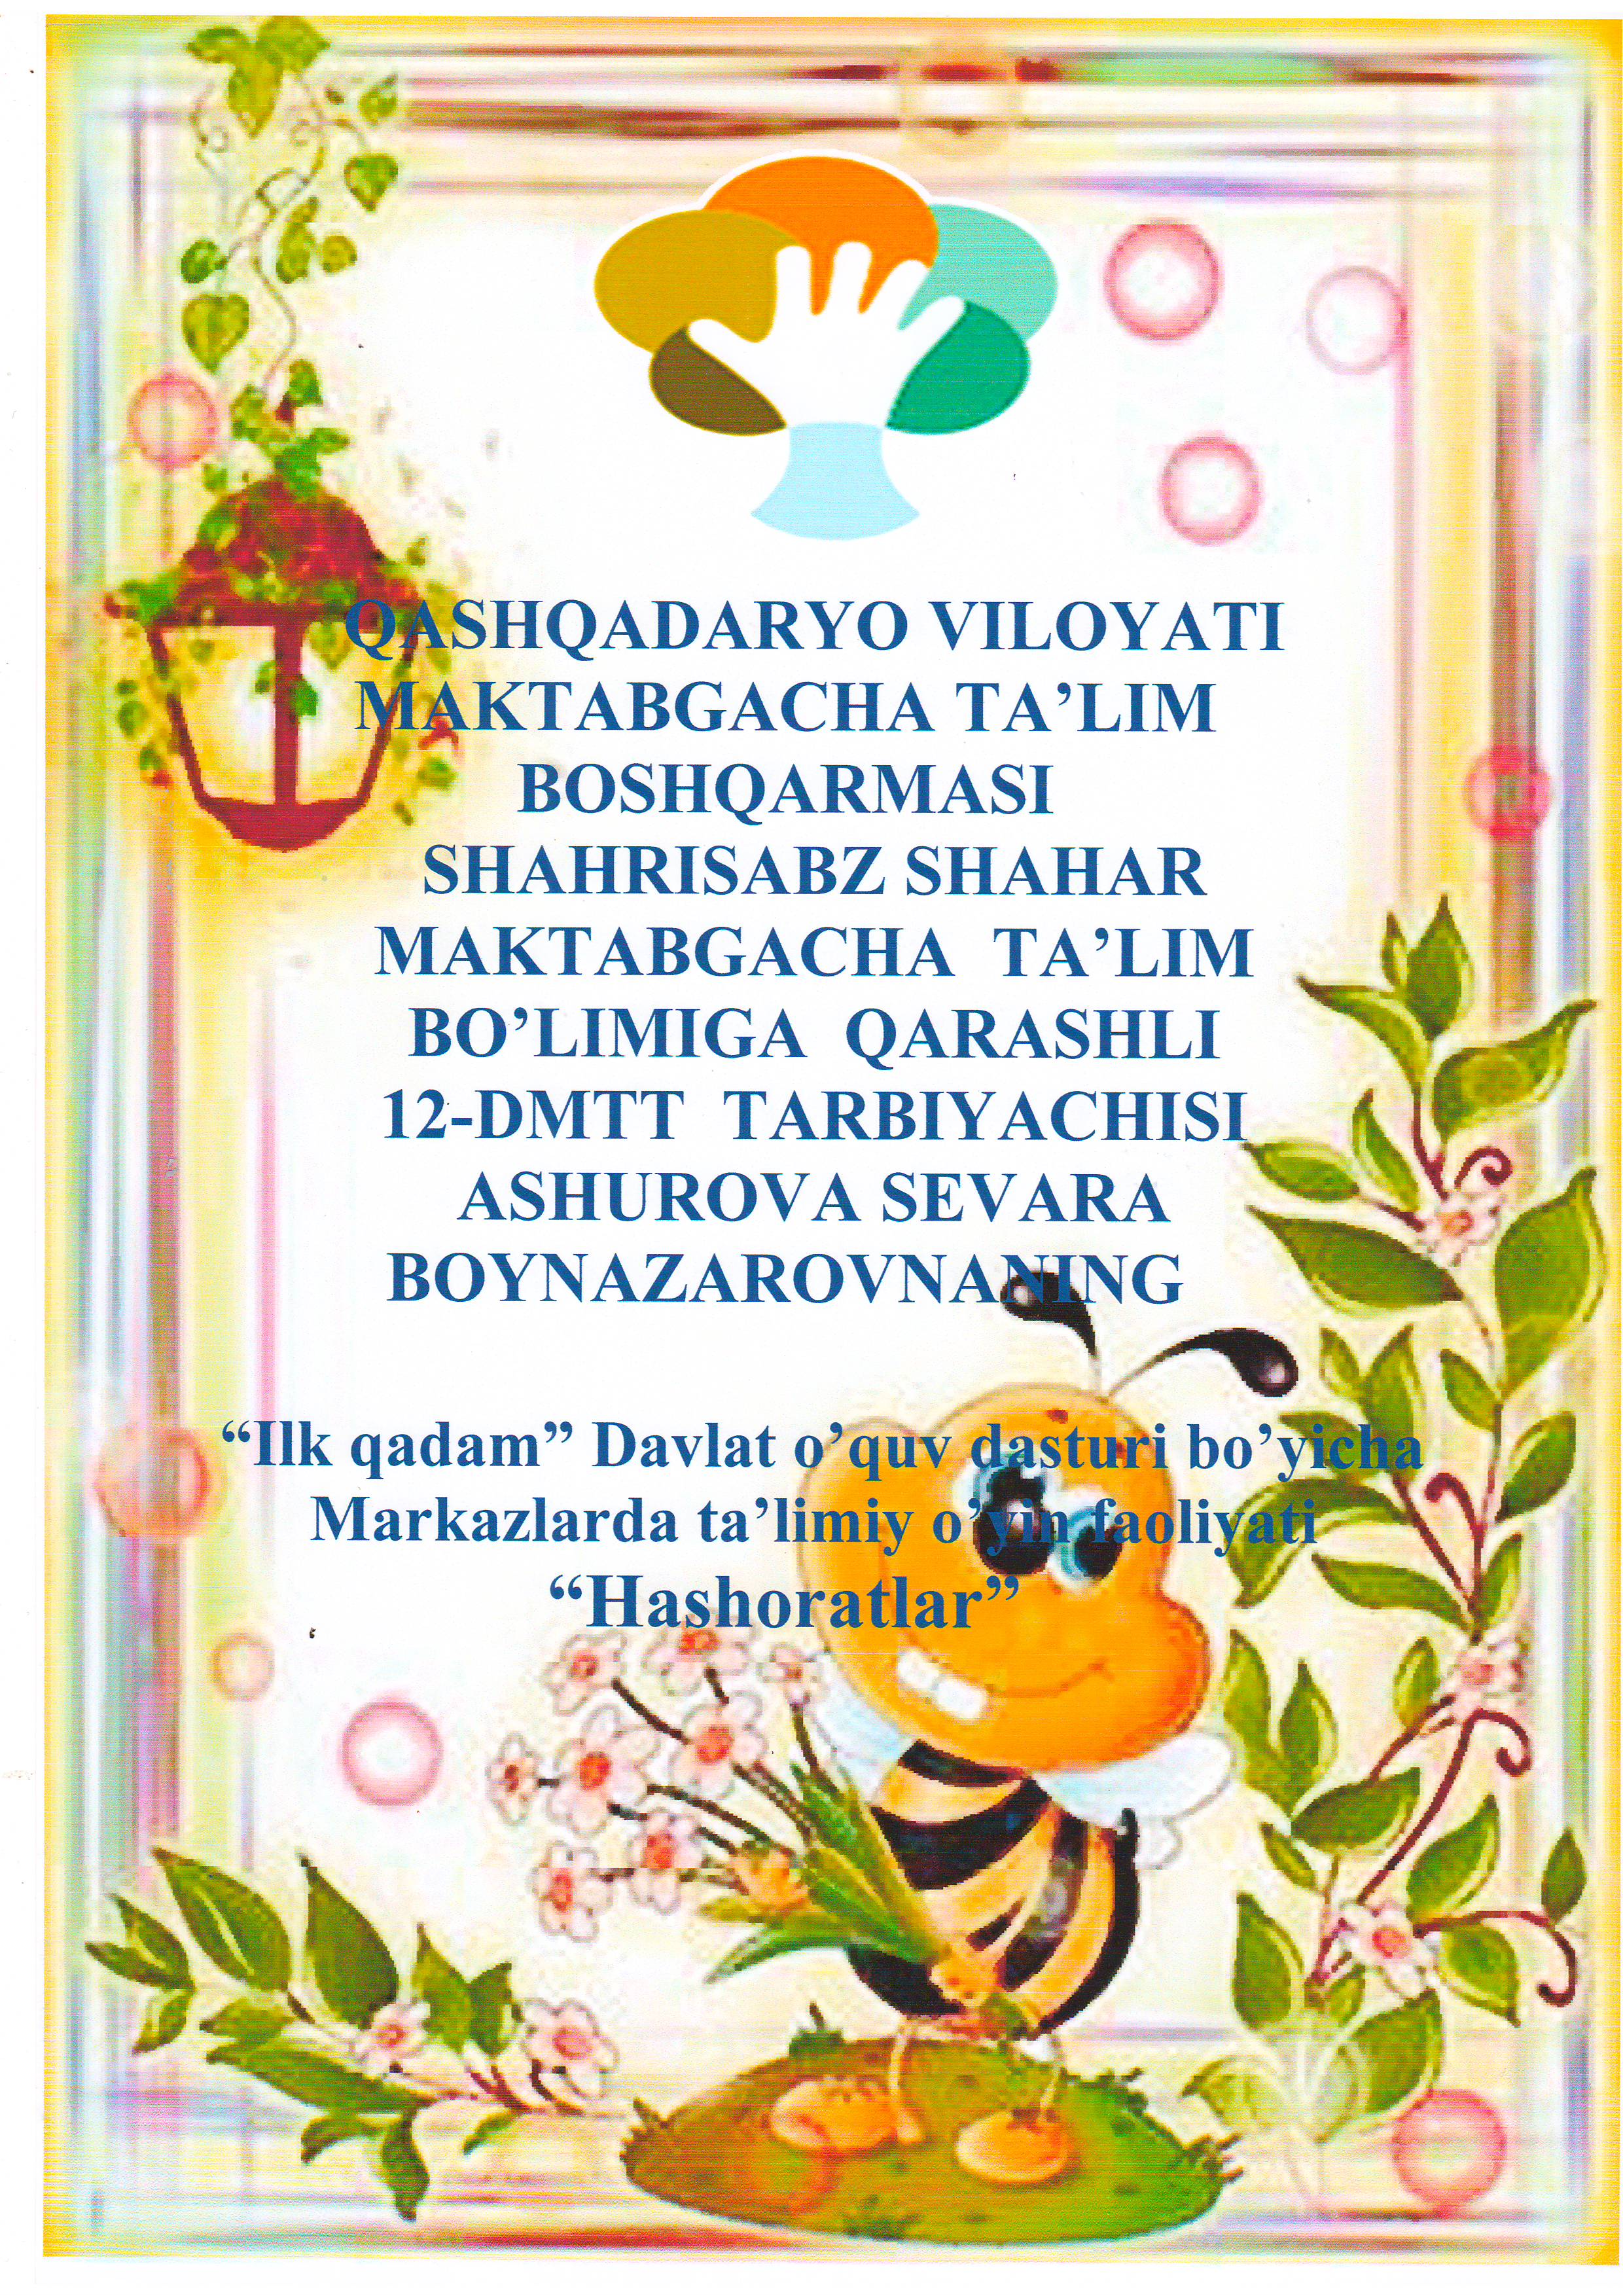 QASHQADARYO VILOYATI
MAKTABGACHA TA’LIM
BOSHQARMASI
SHAHRISABZ SHAHAR
MAKTABGACHA TA’LIM
BO’LIMIGA QARASHLI
12-DMTT TARBIYACHISI
ASHUROVA SEVARA
BOYNAZAROVNANING
“Ilk qadam” Davlat o’quv dasturi bo’yicha
Markazlarda ta’limiy o’yin faoliyati
“Hashoratlar”